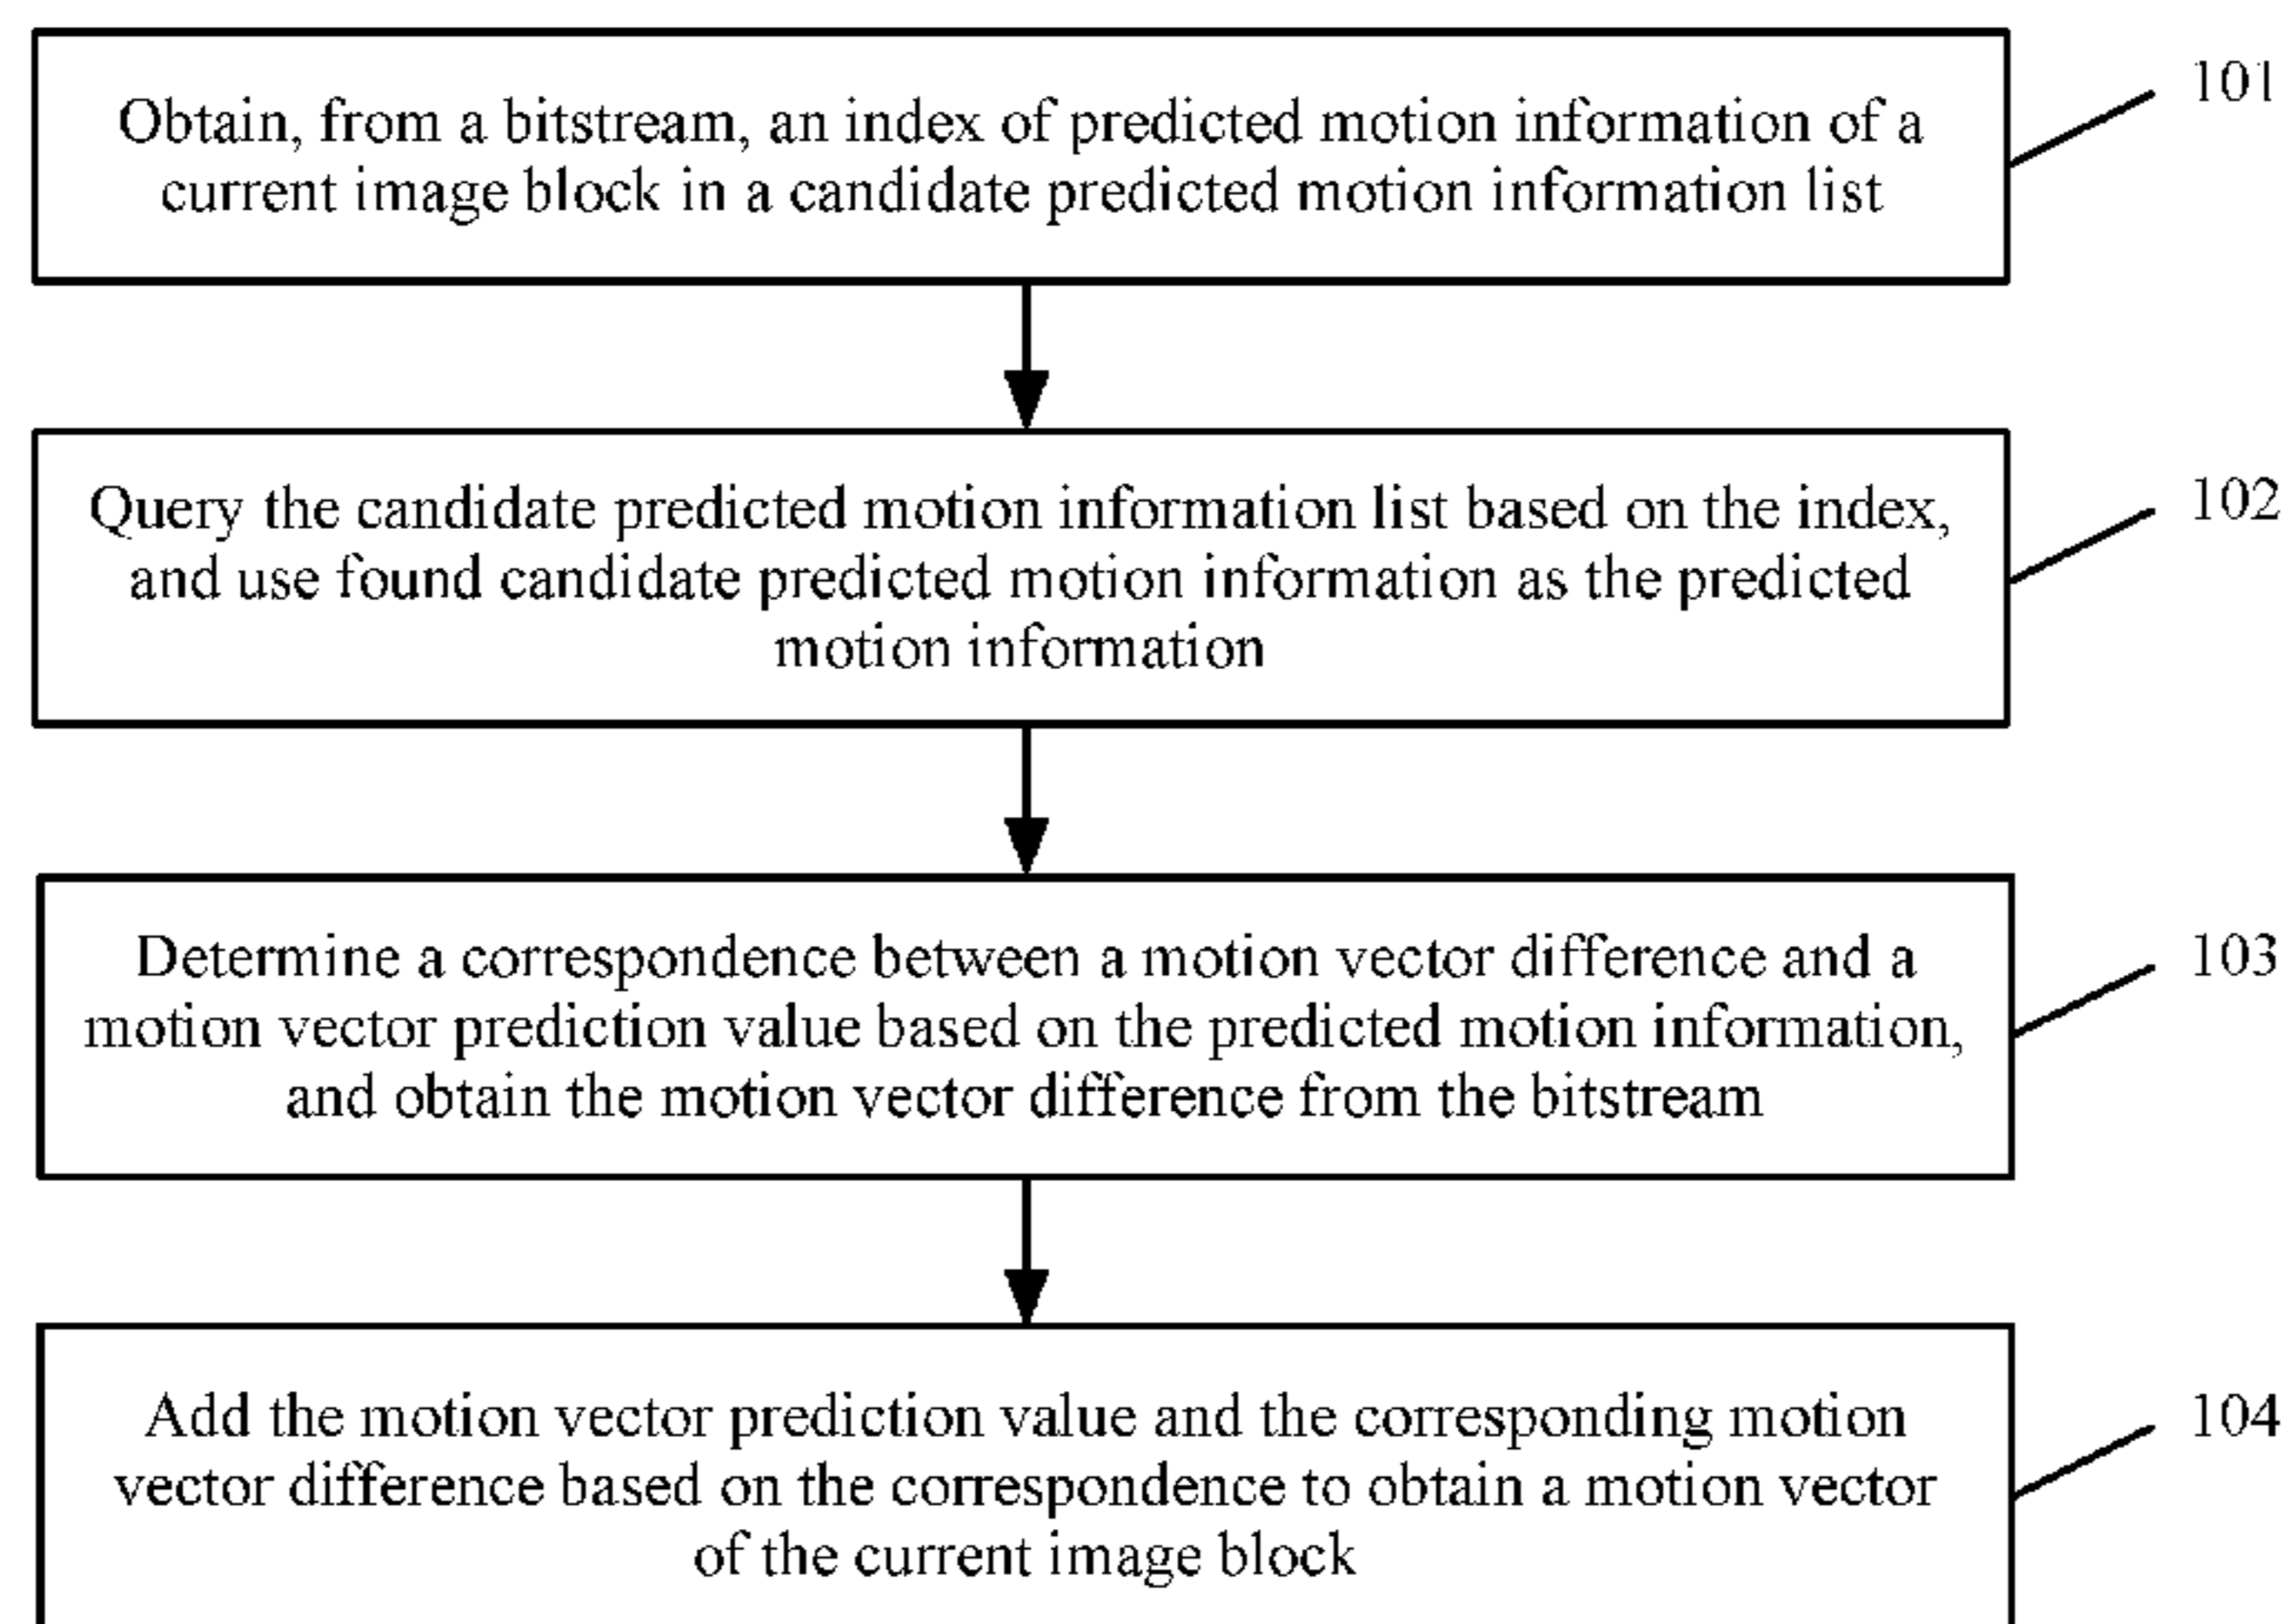 Obtain, from a bitstream, an index of predicted motion information of a
current image block in a candidate predicted motion information list
101
Query the candidate predicted motion information list based on the index,
and use found candidate predicted motion information as the predicted
motion information
102
Determine a correspondence between a motion vector difference and a
motion vector prediction value based on the predicted motion information,
and obtain the motion vector difference from the bitstream
103
Add the motion vector prediction value and the corresponding motion
vector difference based on the correspondence to obtain a motion vector
of the current image block
104